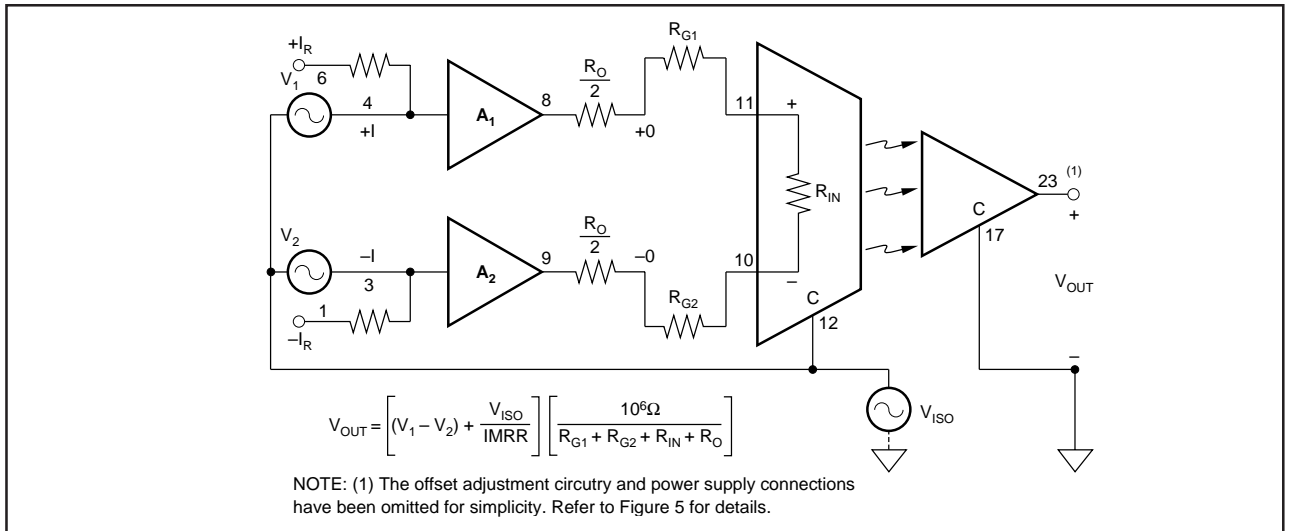 +I_R
6
V_1
4
+I
A_1
8
R_O
2
+0
R_G1
11
+
R_IN
23
(1)
+
C
17
V_OUT
–
V_2
–I
3
A_2
9
R_O
2
–0
R_G2
10
–
C
12
1
–I_R
V_ISO
V_OUT = [(V_1 – V_2) + V_ISO / IMRR] [10^6Ω / R_G1 + R_G2 + R_IN + R_O]
NOTE: (1) The offset adjustment circutry and power supply connections
have been omitted for simplicity. Refer to Figure 5 for details.